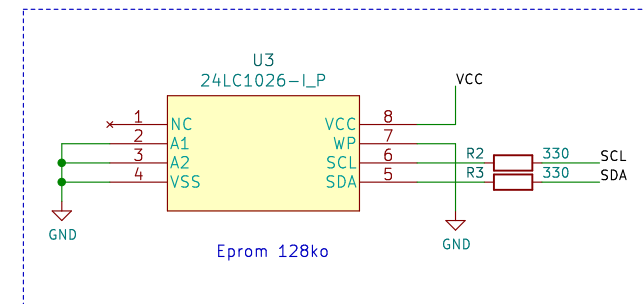 U3
24LC1026-I_P
VCC
1 NC VCC 8
2 A1 WP 7
3 A2 SCL 6 R2 330 SCL
4 VSS SDA 5 R3 330 SDA
GND
GND
Eprom 128ko